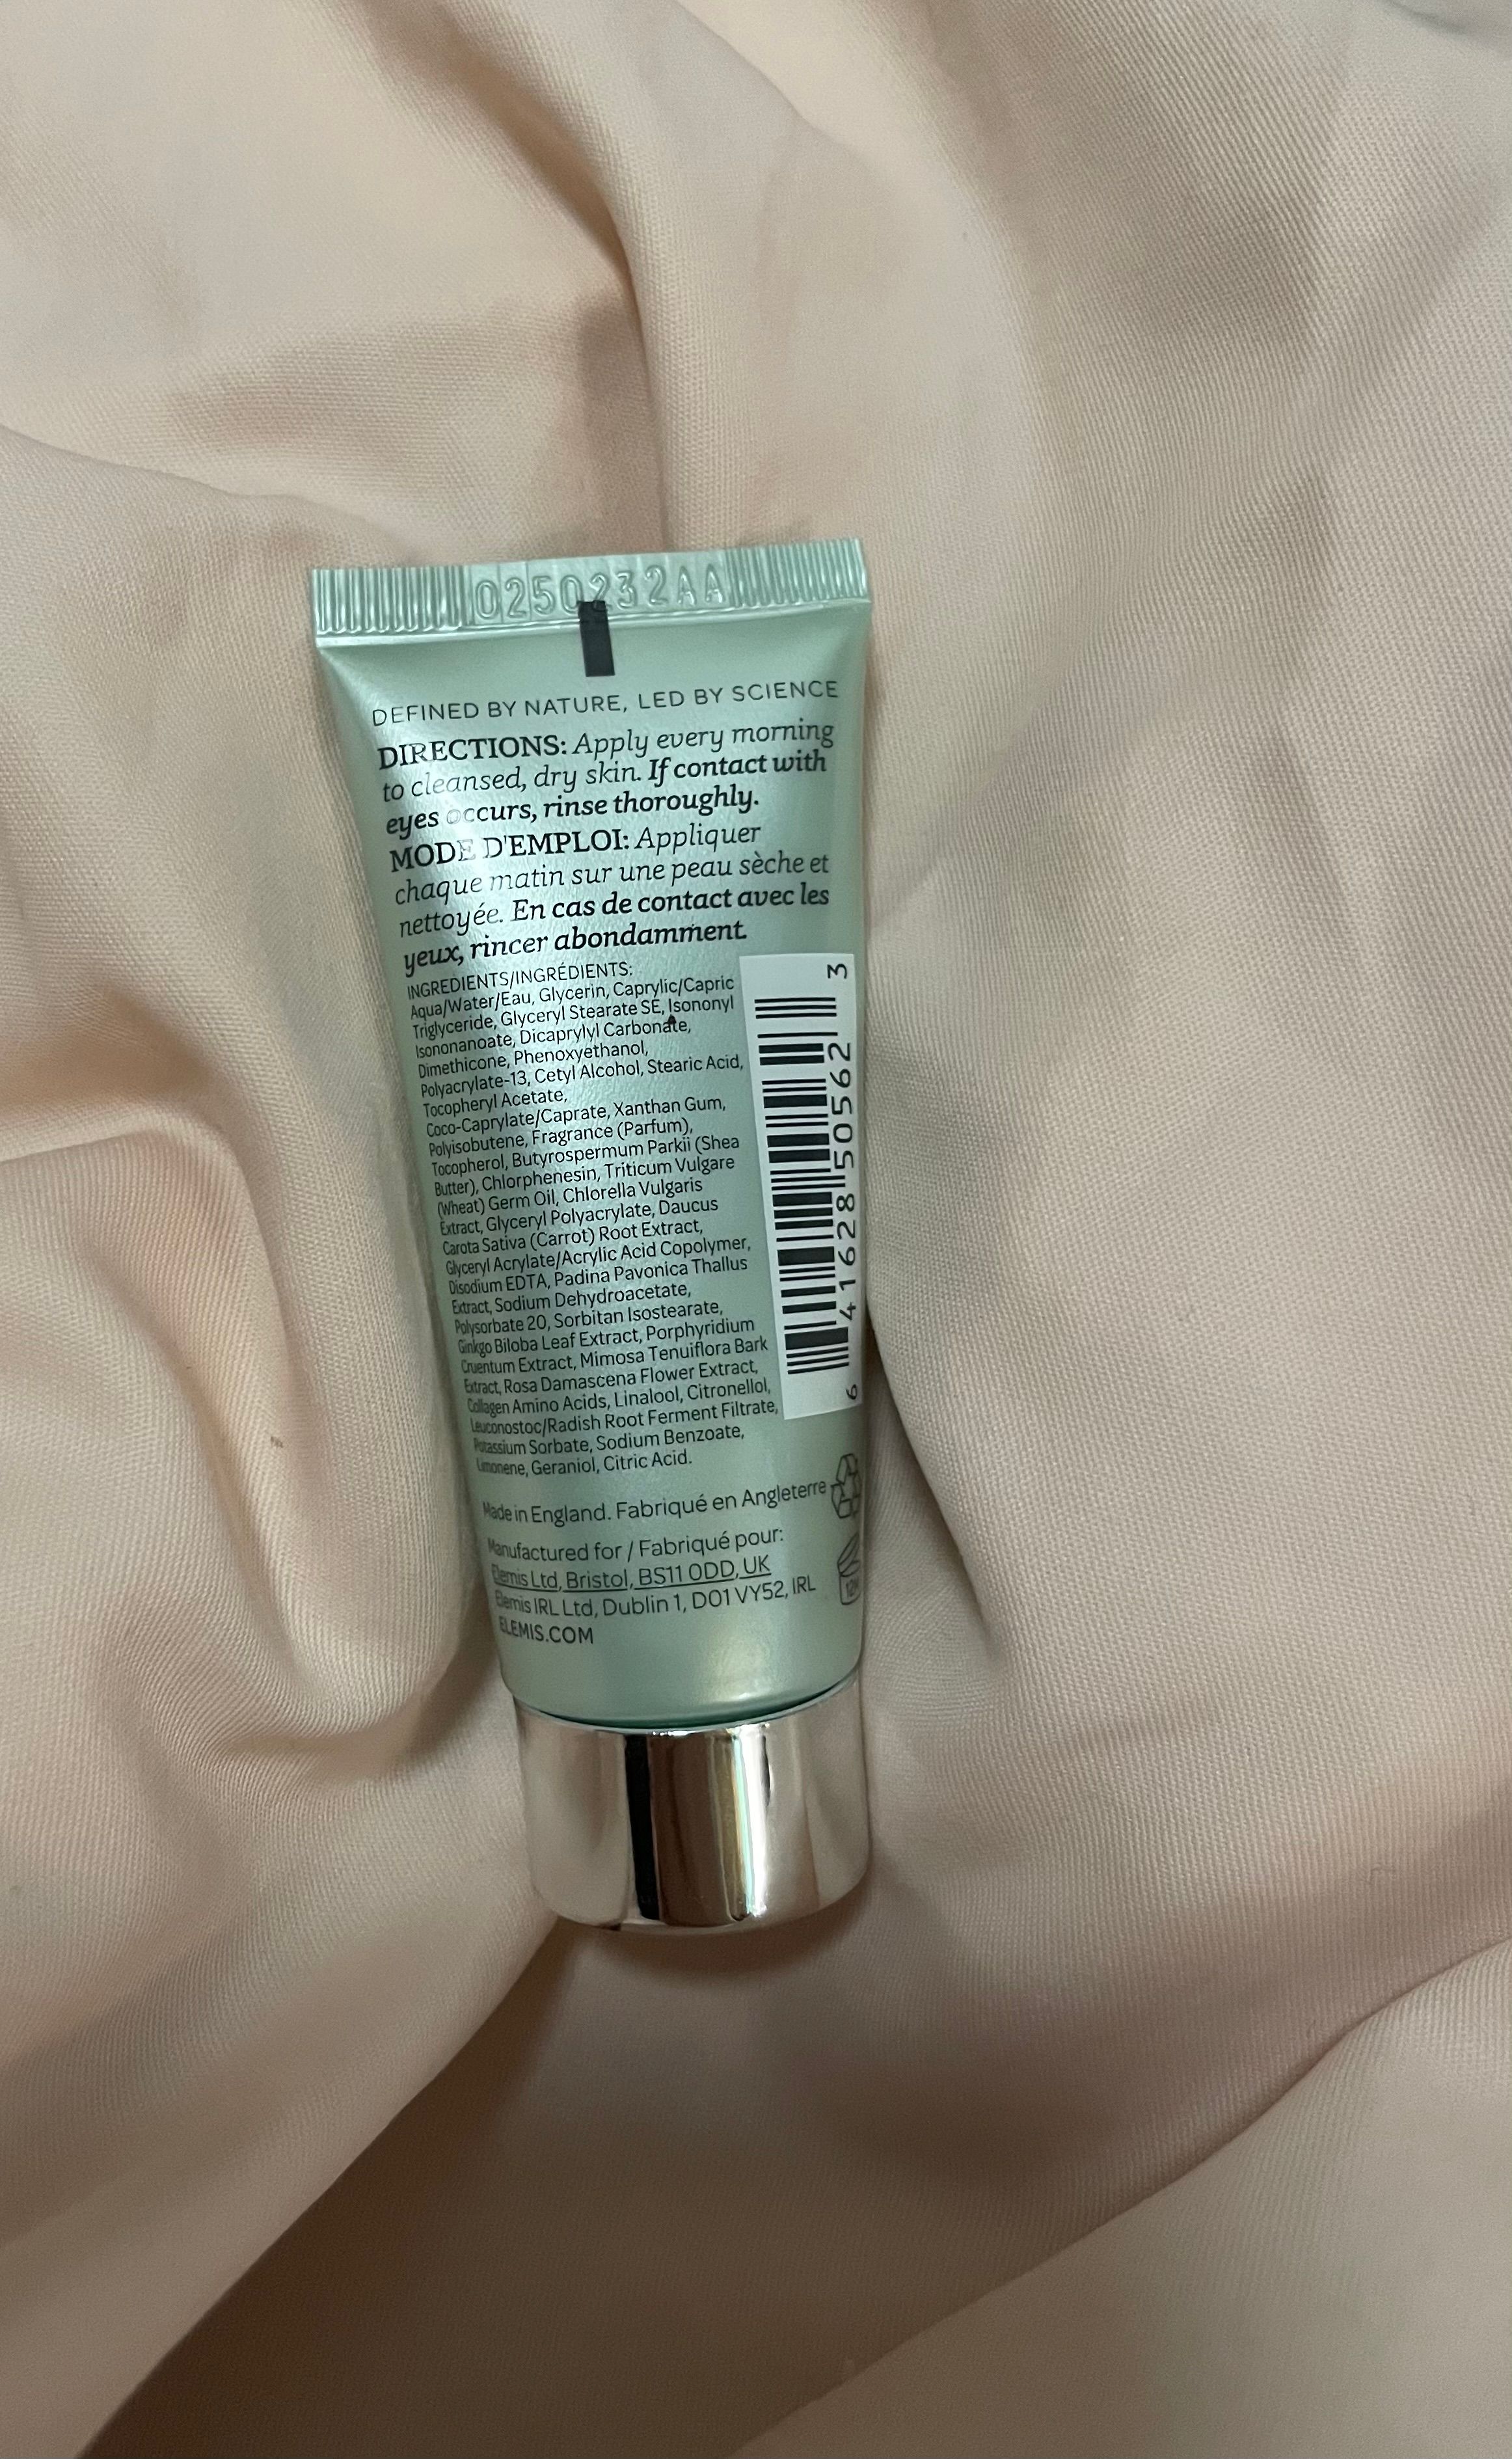 0250232AA
DEFINED BY NATURE, LED BY SCIENCE
DIRECTIONS: Apply every morning
to cleansed, dry skin. If contact with
eyes occurs, rinse thoroughly.
MODE D'EMPLOI: Appliquer
chaque matin sur une peau sèche et
nettoyée. En cas de contact avec les
yeux, rincer abondamment.
INGREDIENTS/INGRÉDIENTS:
Aqua/Water/Eau, Glycerin, Caprylic/Capric
Triglyceride, Glyceryl Stearate SE, Isononyl
Isononanoate, Dicaprylyl Carbonate,
Dimethicone, Phenoxyethanol,
Polyacrylate-13, Cetyl Alcohol, Stearic Acid,
Tocopheryl Acetate,
Coco-Caprylate/Caprate, Xanthan Gum,
Polyisobutene, Fragrance (Parfum),
Tocopherol, Butyrospermum Parkii (Shea
Butter), Chlorphenesin, Triticum Vulgare
(Wheat) Germ Oil, Chlorella Vulgaris
Extract, Glyceryl Polyacrylate, Daucus
Carota Sativa (Carrot) Root Extract,
Glyceryl Acrylate/Acrylic Acid Copolymer,
Disodium EDTA, Padina Pavonica Thallus
Extract, Sodium Dehydroacetate,
Polysorbate 20, Sorbitan Isostearate,
Ginkgo Biloba Leaf Extract, Porphyridium
Cruentum Extract, Mimosa Tenuiflora Bark
Extract, Rosa Damascena Flower Extract,
Collagen Amino Acids, Linalool, Citronellol,
Leuconostoc/Radish Root Ferment Filtrate,
Potassium Sorbate, Sodium Benzoate,
Limonene, Geraniol, Citric Acid.
6 41628 50562 3
Made in England. Fabriqué en Angleterre
Manufactured for / Fabriqué pour:
Elemis Ltd, Bristol, BS11 0DD, UK
Elemis IRL Ltd, Dublin 1, D01 VY52, IRL
ELEMIS.COM